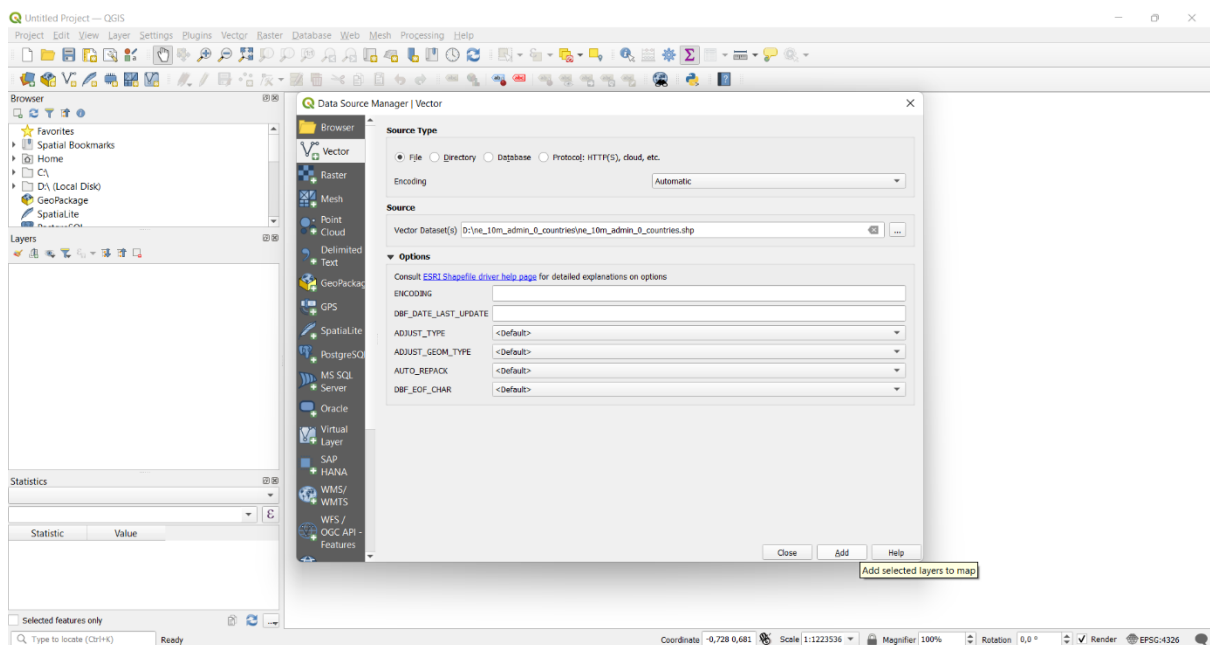 Untitled Project — QGIS
Project Edit View Layer Settings Plugins Vector Raster Database Web Mesh Processing Help
Browser
Favorites
Spatial Bookmarks
Home
C:\
D:\ (Local Disk)
GeoPackage
SpatiaLite
PostgreSQL
Layers
Statistics
Statistic Value
Selected features only
Data Source Manager | Vector
Browser
Vector
Raster
Mesh
Point
Cloud
Delimited
Text
GeoPackag
GPS
SpatiaLite
PostgreSQl
MS SQL
Server
Oracle
Virtual
Layer
SAP
HANA
WMS/
WMTS
WFS /
OGC API -
Features
Source Type
File Directory Database Protocol: HTTP(S), cloud, etc.
Encoding Automatic
Source
Vector Dataset(s) D:\ne_10m_admin_0_countries\ne_10m_admin_0_countries.shp ...
Options
Consult ESRI Shapefile driver help page for detailed explanations on options
ENCODING
DBF_DATE_LAST_UPDATE
ADJUST_TYPE <Default>
ADJUST_GEOM_TYPE <Default>
AUTO_REPACK <Default>
DBF_EOF_CHAR <Default>
Close Add Help
Add selected layers to map
Type to locate (Ctrl+K) Ready Coordinate -0,728 0,681 Scale 1:1223536 Magnifier 100% Rotation 0,0 ° Render EPSG:4326